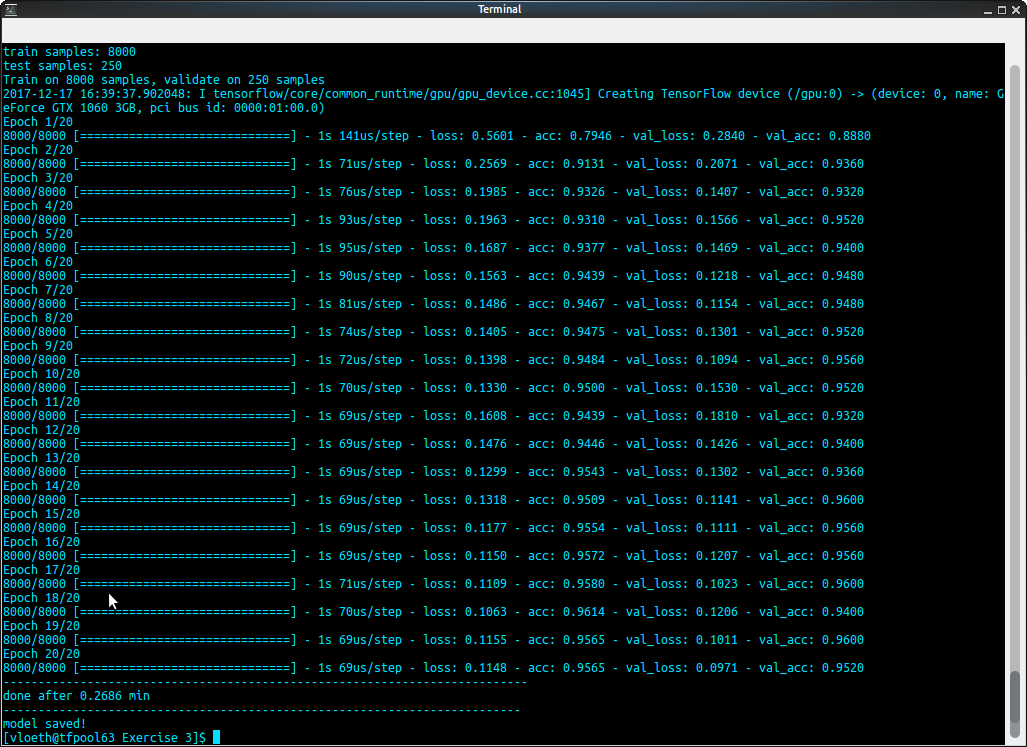 Terminal
train samples: 8000
test samples: 250
Train on 8000 samples, validate on 250 samples
2017-12-17 16:39:37.902048: I tensorflow/core/common_runtime/gpu/gpu_device.cc:1045] Creating TensorFlow device (/gpu:0) -> (device: 0, name: G
eForce GTX 1060 3GB, pci bus id: 0000:01:00.0)
Epoch 1/20
8000/8000 [==============================] - 1s 141us/step - loss: 0.5601 - acc: 0.7946 - val_loss: 0.2840 - val_acc: 0.8880
Epoch 2/20
8000/8000 [==============================] - 1s 71us/step - loss: 0.2569 - acc: 0.9131 - val_loss: 0.2071 - val_acc: 0.9360
Epoch 3/20
8000/8000 [==============================] - 1s 76us/step - loss: 0.1985 - acc: 0.9326 - val_loss: 0.1407 - val_acc: 0.9320
Epoch 4/20
8000/8000 [==============================] - 1s 93us/step - loss: 0.1963 - acc: 0.9310 - val_loss: 0.1566 - val_acc: 0.9520
Epoch 5/20
8000/8000 [==============================] - 1s 95us/step - loss: 0.1687 - acc: 0.9377 - val_loss: 0.1469 - val_acc: 0.9400
Epoch 6/20
8000/8000 [==============================] - 1s 90us/step - loss: 0.1563 - acc: 0.9439 - val_loss: 0.1218 - val_acc: 0.9480
Epoch 7/20
8000/8000 [==============================] - 1s 81us/step - loss: 0.1486 - acc: 0.9467 - val_loss: 0.1154 - val_acc: 0.9480
Epoch 8/20
8000/8000 [==============================] - 1s 74us/step - loss: 0.1405 - acc: 0.9475 - val_loss: 0.1301 - val_acc: 0.9520
Epoch 9/20
8000/8000 [==============================] - 1s 72us/step - loss: 0.1398 - acc: 0.9484 - val_loss: 0.1094 - val_acc: 0.9560
Epoch 10/20
8000/8000 [==============================] - 1s 70us/step - loss: 0.1330 - acc: 0.9500 - val_loss: 0.1530 - val_acc: 0.9520
Epoch 11/20
8000/8000 [==============================] - 1s 69us/step - loss: 0.1608 - acc: 0.9439 - val_loss: 0.1810 - val_acc: 0.9320
Epoch 12/20
8000/8000 [==============================] - 1s 69us/step - loss: 0.1476 - acc: 0.9446 - val_loss: 0.1426 - val_acc: 0.9400
Epoch 13/20
8000/8000 [==============================] - 1s 69us/step - loss: 0.1299 - acc: 0.9543 - val_loss: 0.1302 - val_acc: 0.9360
Epoch 14/20
8000/8000 [==============================] - 1s 69us/step - loss: 0.1318 - acc: 0.9509 - val_loss: 0.1141 - val_acc: 0.9600
Epoch 15/20
8000/8000 [==============================] - 1s 69us/step - loss: 0.1177 - acc: 0.9554 - val_loss: 0.1111 - val_acc: 0.9560
Epoch 16/20
8000/8000 [==============================] - 1s 69us/step - loss: 0.1150 - acc: 0.9572 - val_loss: 0.1207 - val_acc: 0.9560
Epoch 17/20
8000/8000 [==============================] - 1s 71us/step - loss: 0.1109 - acc: 0.9580 - val_loss: 0.1023 - val_acc: 0.9600
Epoch 18/20
8000/8000 [==============================] - 1s 70us/step - loss: 0.1063 - acc: 0.9614 - val_loss: 0.1206 - val_acc: 0.9400
Epoch 19/20
8000/8000 [==============================] - 1s 69us/step - loss: 0.1155 - acc: 0.9565 - val_loss: 0.1011 - val_acc: 0.9600
Epoch 20/20
8000/8000 [==============================] - 1s 69us/step - loss: 0.1148 - acc: 0.9565 - val_loss: 0.0971 - val_acc: 0.9520
---------------------------------------------------------------------------
done after 0.2686 min
--------------------------------------------------------------------------
model saved!
[vloeth@tfpool63 Exercise 3]$